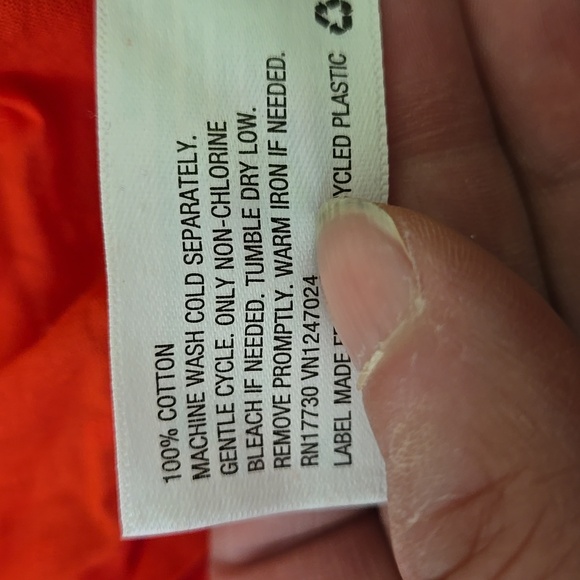 100% COTTON
MACHINE WASH COLD SEPARATELY.
GENTLE CYCLE. ONLY NON-CHLORINE
BLEACH IF NEEDED. TUMBLE DRY LOW.
REMOVE PROMPTLY. WARM IRON IF NEEDED.
RN17730 VN1247024
LABEL MADE YCLED PLASTIC